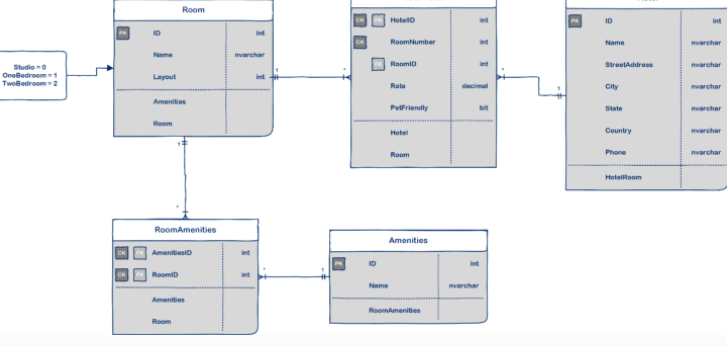 Room
PK ID int
Name nvarchar
Layout int
Amenities
Room
Studio = 0
OneBedroom = 1
TwoBedroom = 2
CK FK HotelID int
CK RoomNumber int
FK RoomID int
Rate decimal
PetFriendly bit
Hotel
Room
PK ID int
Name nvarchar
StreetAddress nvarchar
City nvarchar
State nvarchar
Country nvarchar
Phone nvarchar
HotelRoom
1
*
*
1
1
*
RoomAmenities
CK FK AmenitiesID int
CK FK RoomID int
Amenities
Room
*
1
Amenities
PK ID int
Name nvarchar
RoomAmenities